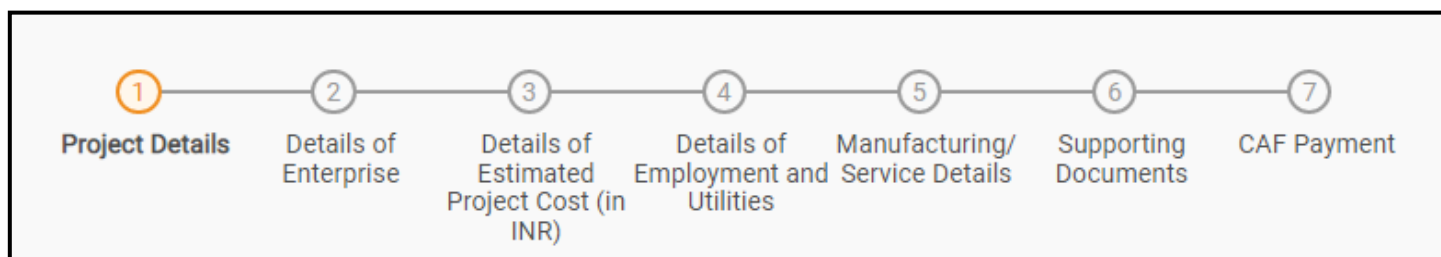 1
2
3
4
5
6
7
Project Details
Details of
Enterprise
Details of
Estimated
Project Cost (in
INR)
Details of
Employment and
Utilities
Manufacturing/
Service Details
Supporting
Documents
CAF Payment